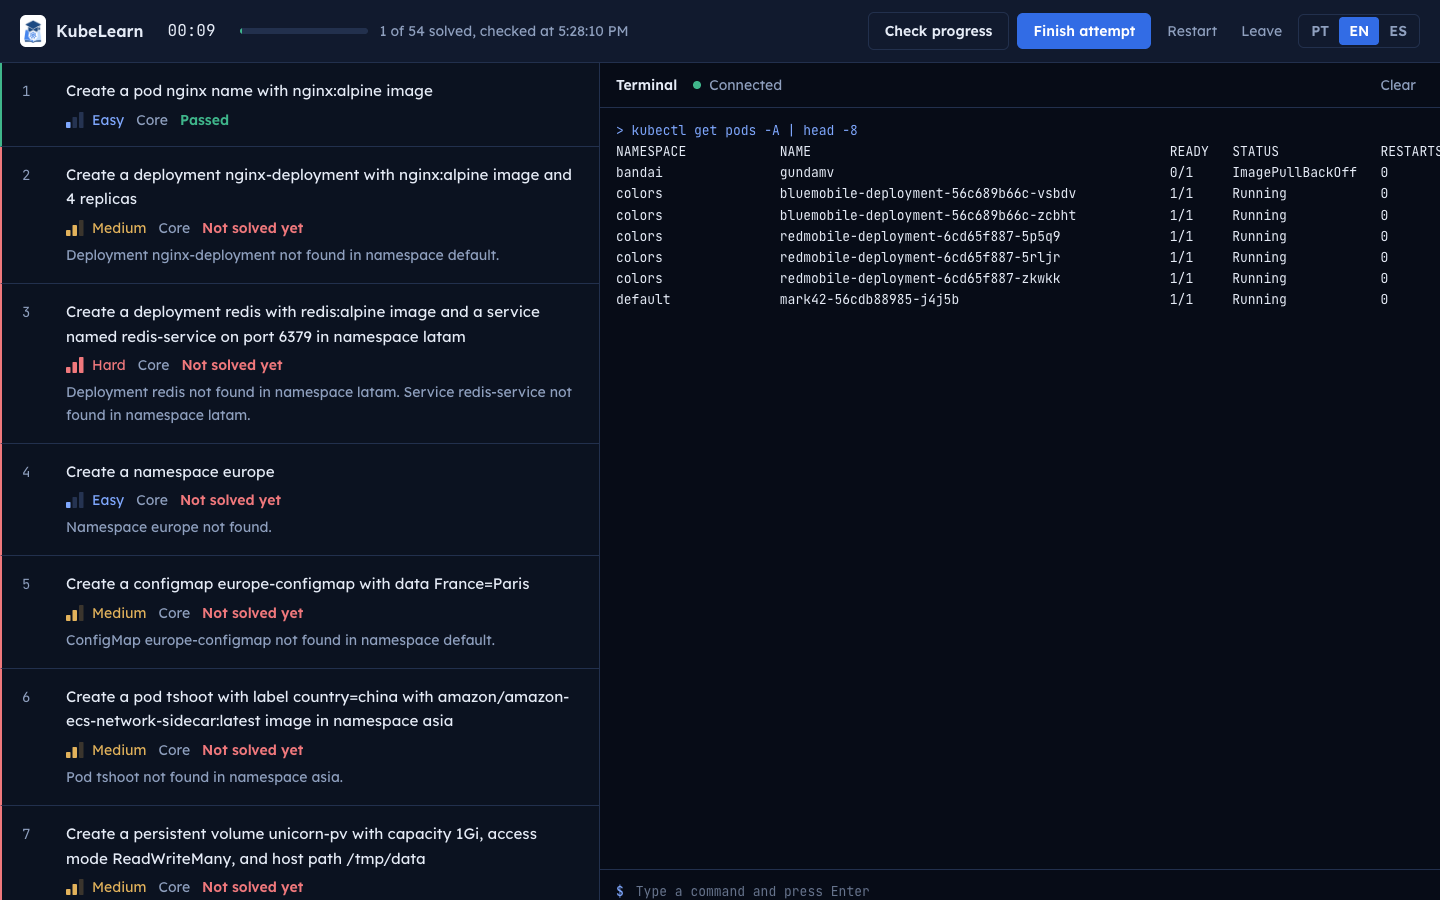 KubeLearn 00:09 1 of 54 solved, checked at 5:28:10 PM Check progress Finish attempt Restart Leave PT EN ES
1 Create a pod nginx name with nginx:alpine image
Easy Core Passed
2 Create a deployment nginx-deployment with nginx:alpine image and
4 replicas
Medium Core Not solved yet
Deployment nginx-deployment not found in namespace default.
3 Create a deployment redis with redis:alpine image and a service
named redis-service on port 6379 in namespace latam
Hard Core Not solved yet
Deployment redis not found in namespace latam. Service redis-service not
found in namespace latam.
4 Create a namespace europe
Easy Core Not solved yet
Namespace europe not found.
5 Create a configmap europe-configmap with data France=Paris
Medium Core Not solved yet
ConfigMap europe-configmap not found in namespace default.
6 Create a pod tshoot with label country=china with amazon/amazon-
ecs-network-sidecar:latest image in namespace asia
Medium Core Not solved yet
Pod tshoot not found in namespace asia.
7 Create a persistent volume unicorn-pv with capacity 1Gi, access
mode ReadWriteMany, and host path /tmp/data
Medium Core Not solved yet
Terminal Connected Clear
> kubectl get pods -A | head -8
NAMESPACE NAME READY STATUS RESTARTS
bandai gundamv 0/1 ImagePullBackOff 0
colors bluemobile-deployment-56c689b66c-vsbdv 1/1 Running 0
colors bluemobile-deployment-56c689b66c-zcbht 1/1 Running 0
colors redmobile-deployment-6cd65f887-5p5q9 1/1 Running 0
colors redmobile-deployment-6cd65f887-5rljr 1/1 Running 0
colors redmobile-deployment-6cd65f887-zkwkk 1/1 Running 0
default mark42-56cdb88985-j4j5b 1/1 Running 0
$ Type a command and press Enter